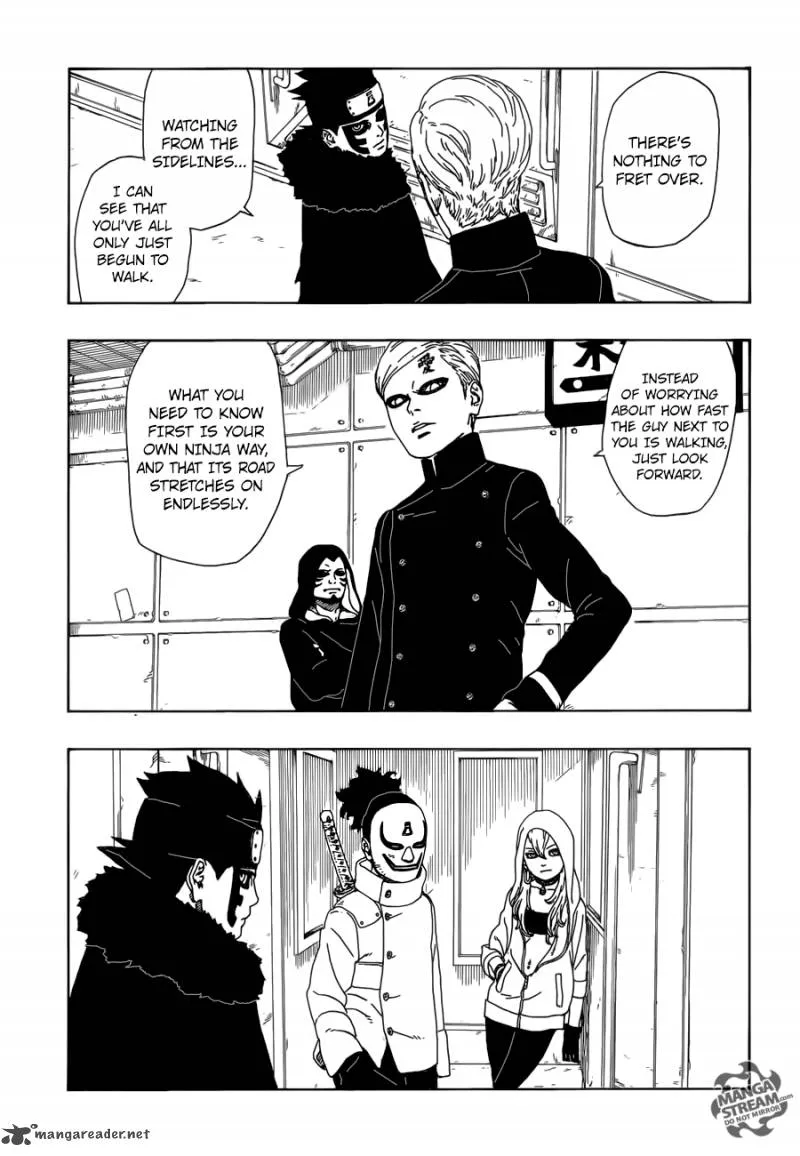 THERE'S
NOTHING TO
FRET OVER.
WATCHING
FROM THE
SIDELINES...
I CAN
SEE THAT
YOU'VE ALL
ONLY JUST
BEGUN TO
WALK.
INSTEAD
OF WORRYING
ABOUT HOW FAST
THE GUY NEXT TO
YOU IS WALKING,
JUST LOOK
FORWARD.
愛
WHAT YOU
NEED TO KNOW
FIRST IS YOUR
OWN NINJA WAY,
AND THAT ITS ROAD
STRETCHES ON
ENDLESSLY.
MANGA
STREAM.com
DO NOT MIRROR
mangareader.net